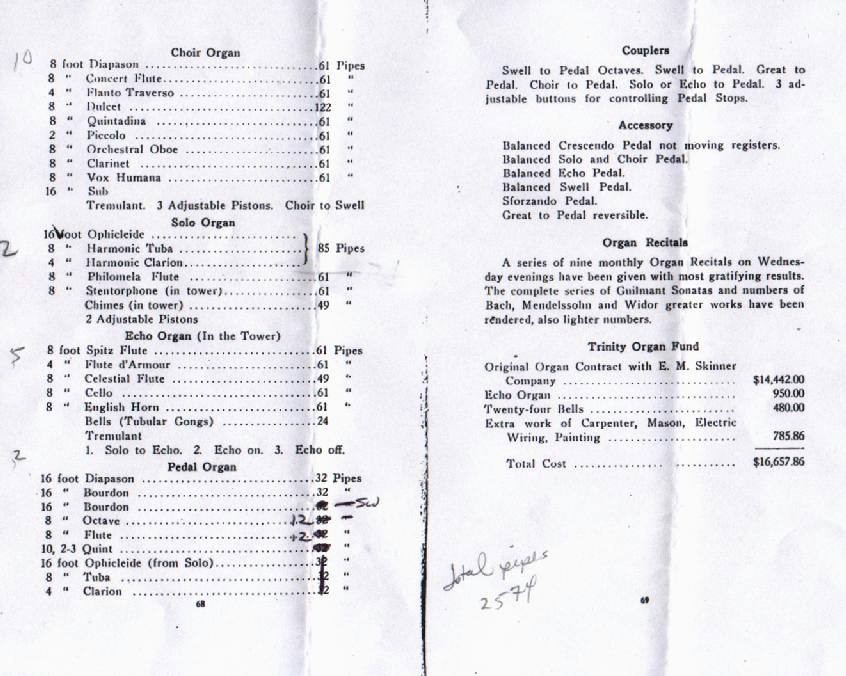 10
Choir Organ
8 foot Diapason ........................61 Pipes
8 " Concert Flute........................61 "
4 " Flauto Traverso ........................61 "
8 " Dulcet ........................122 "
8 " Quintadina ........................61 "
2 " Piccolo ........................61 "
8 " Orchestral Oboe ........................61 "
8 " Clarinet ........................61 "
8 " Vox Humana ........................61 "
16 " Sub
Tremulant. 3 Adjustable Pistons. Choir to Swell
Solo Organ
16 foot Ophicleide ........................
2
8 " Harmonic Tuba ........................ } 85 Pipes
4 " Harmonic Clarion........................
8 " Philomela Flute ........................61 "
8 " Stentorphone (in tower)........................61 "
Chimes (in tower) ........................49 "
2 Adjustable Pistons
Echo Organ (In the Tower)
5
8 foot Spitz Flute ........................61 Pipes
4 " Flute d'Armour ........................61 "
8 " Celestial Flute ........................49 "
8 " Cello ........................61 "
8 " English Horn ........................61 "
Bells (Tubular Gongs) ........................24
Tremulant
1. Solo to Echo. 2. Echo on. 3. Echo off.
2
Pedal Organ
16 foot Diapason ........................32 Pipes
16 " Bourdon ........................32 "
16 " Bourdon ........................ " — SW
8 " Octave ........................12 " –
8 " Flute ........................12 "
10, 2-3 Quint ........................ "
16 foot Ophicleide (from Solo)........................32 "
8 " Tuba ........................32 "
4 " Clarion ........................32 "
68
Couplers
Swell to Pedal Octaves. Swell to Pedal. Great to
Pedal. Choir to Pedal. Solo or Echo to Pedal. 3 ad-
justable buttons for controlling Pedal Stops.
Accessory
Balanced Crescendo Pedal not moving registers.
Balanced Solo and Choir Pedal.
Balanced Echo Pedal.
Balanced Swell Pedal.
Sforzando Pedal.
Great to Pedal reversible.
Organ Recitals
A series of nine monthly Organ Recitals on Wednes-
day evenings have been given with most gratifying results.
The complete series of Guilmant Sonatas and numbers of
Bach, Mendelssohn and Widor greater works have been
rendered, also lighter numbers.
Trinity Organ Fund
Original Organ Contract with E. M. Skinner
Company ........................ $14,442.00
Echo Organ ........................ 950.00
Twenty-four Bells ........................ 480.00
Extra work of Carpenter, Mason, Electric
Wiring, Painting ........................ 785.86
Total Cost ........................ $16,657.86
total pipes
2574
69